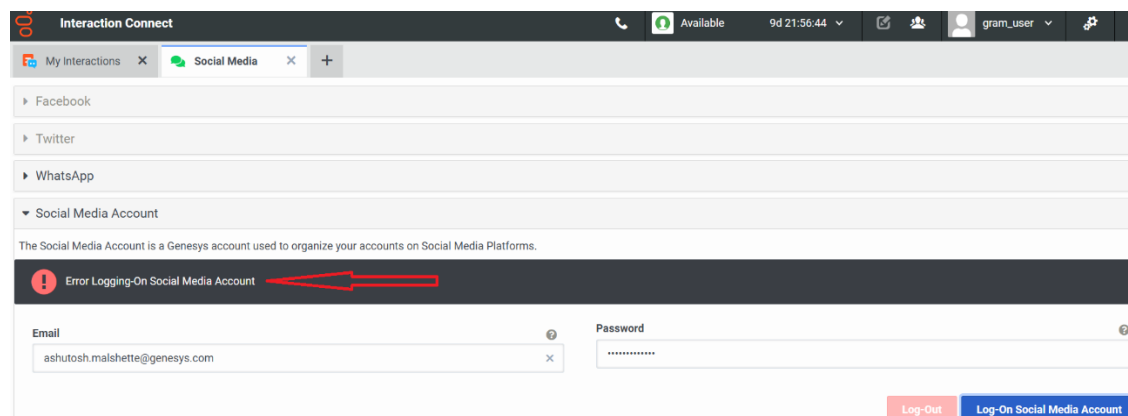 Interaction Connect Available 9d 21:56:44 gram_user
My Interactions Social Media
Facebook
Twitter
WhatsApp
Social Media Account
The Social Media Account is a Genesys account used to organize your accounts on Social Media Platforms.
Error Logging-On Social Media Account
Email Password
ashutosh.malshette@genesys.com •••••••••••••
Log-Out Log-On Social Media Account